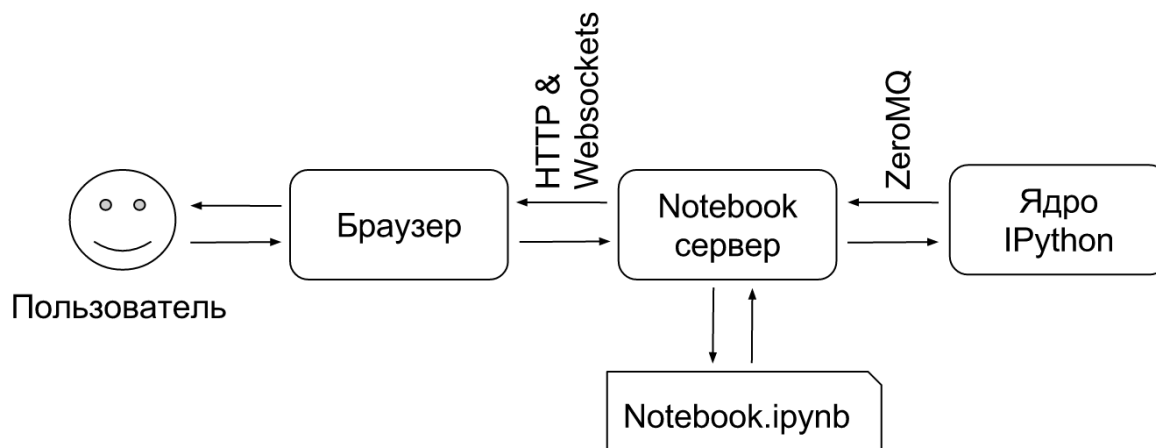 HTTP &
Websockets
ZeroMQ
Браузер
Notebook
сервер
Ядро
IPython
Пользователь
Notebook.ipynb